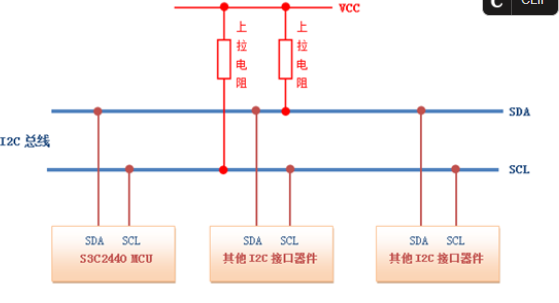 C CLIP
VCC
上拉电阻
上拉电阻
SDA
I2C 总线
SCL
SDA SCL
S3C2440 MCU
SDA SCL
其他 I2C 接口器件
SDA SCL
其他 I2C 接口器件